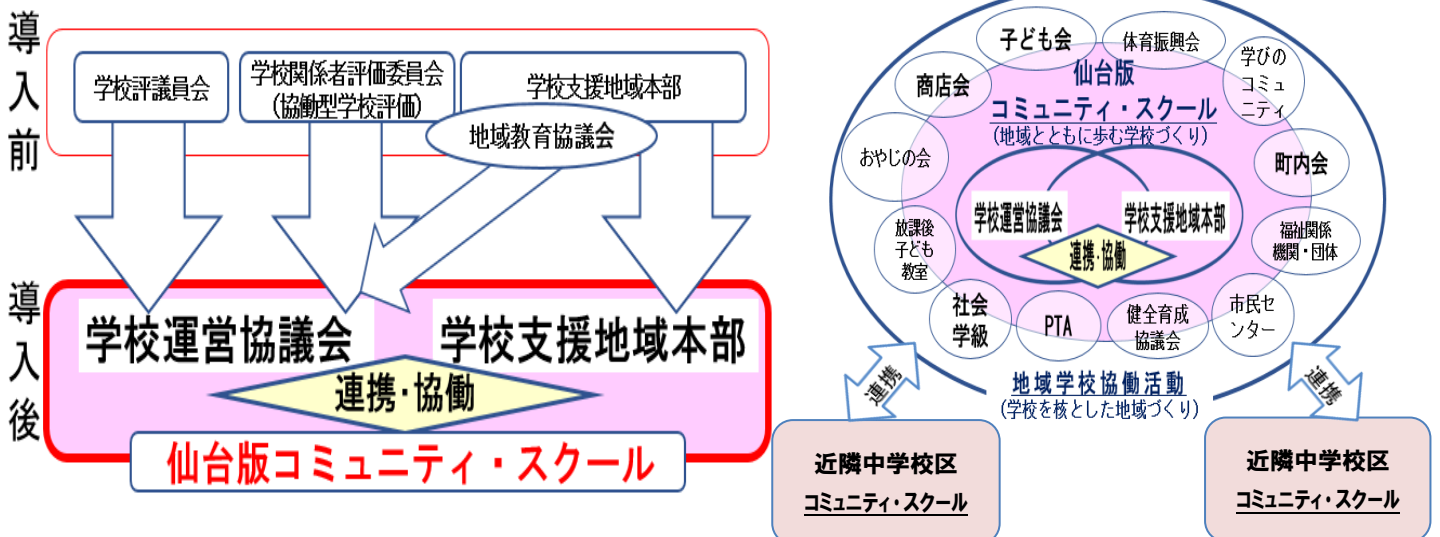 導入前
学校評議員会
学校関係者評価委員会
(協働型学校評価)
学校支援地域本部
地域教育協議会
導入後
学校運営協議会
学校支援地域本部
連携・協働
仙台版コミュニティ・スクール
子ども会
体育振興会
学びの
コミュ
ニティ
商店会
仙台版
コミュニティ・スクール
(地域とともに歩む学校づくり)
おやじの会
町内会
学校運営協議会
学校支援地域本部
連携・協働
放課後
子ども
教室
福祉関係
機関・団体
社会
学級
PTA
健全育成
協議会
市民セ
ンター
地域学校協働活動
(学校を核とした地域づくり)
連携
連携
近隣中学校区
コミュニティ・スクール
近隣中学校区
コミュニティ・スクール